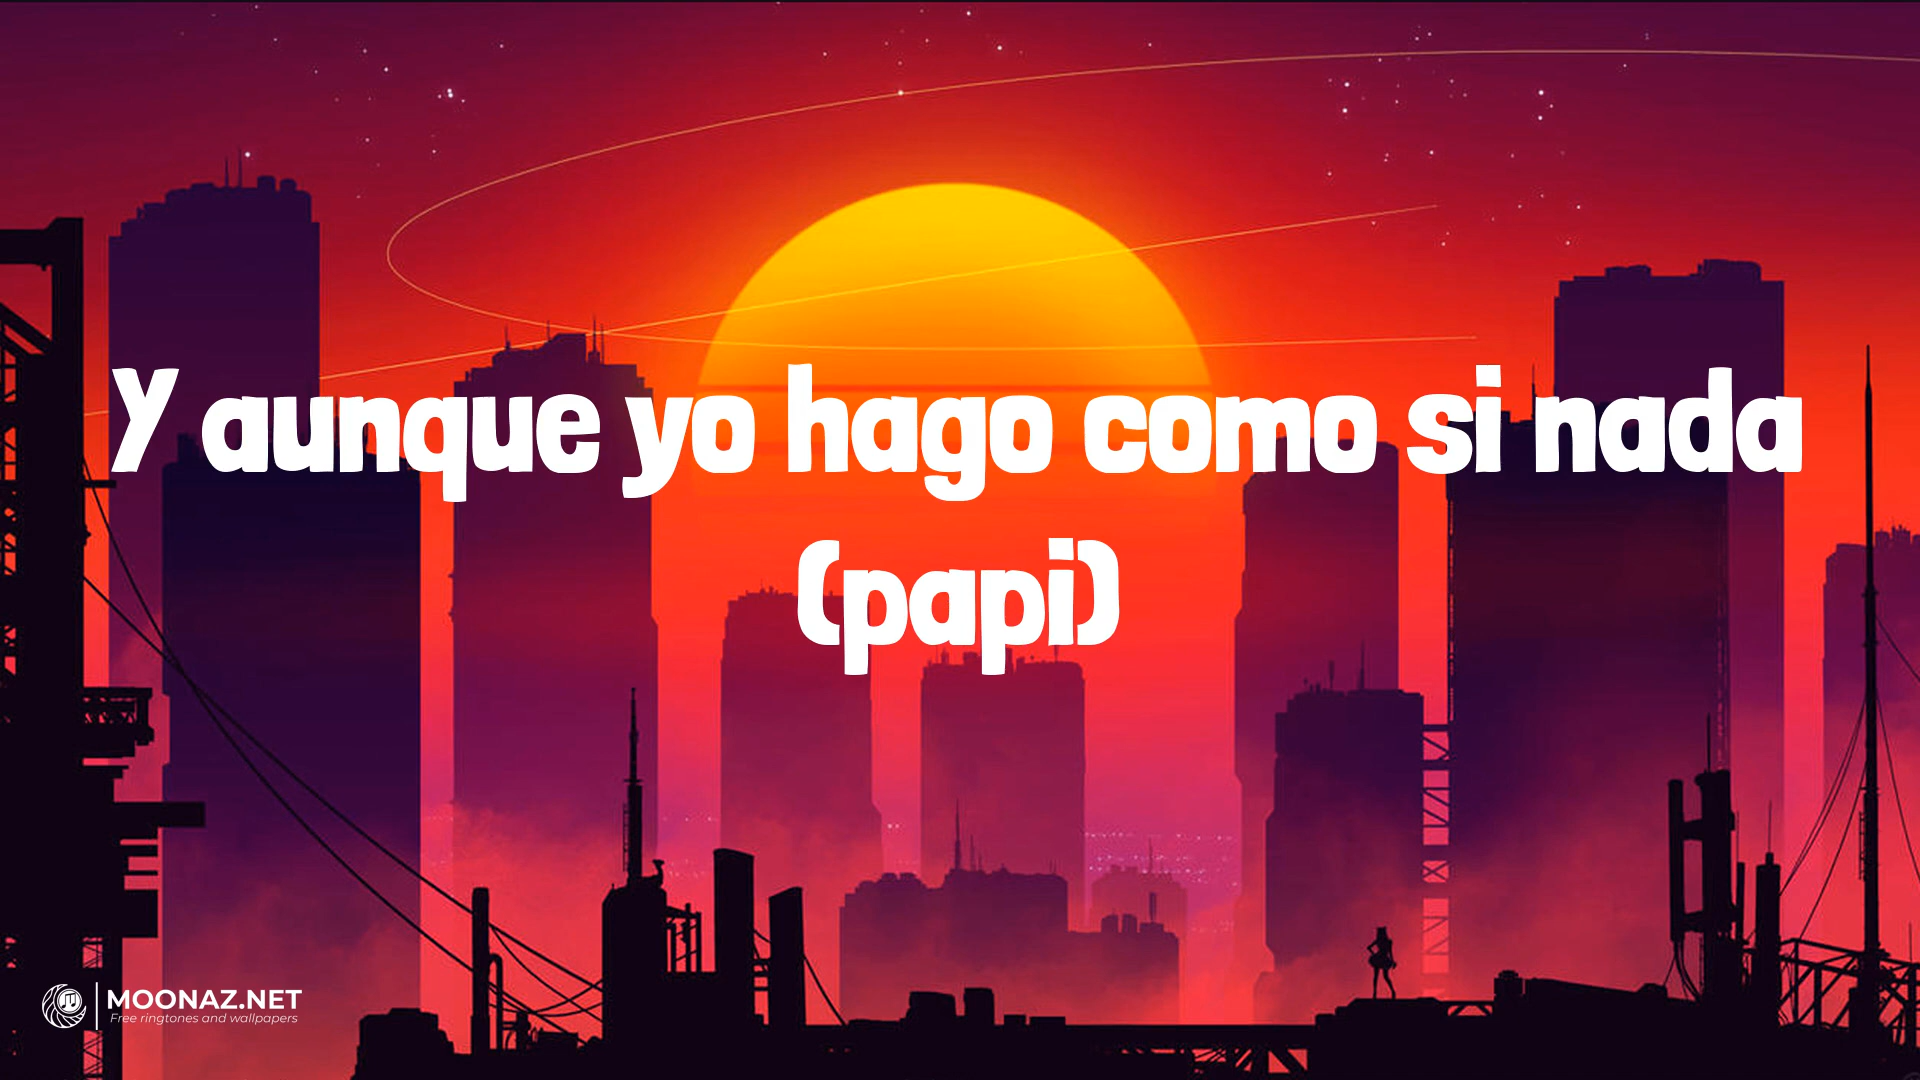 Y aunque yo hago como si nada
(papi)
MOONAZ.NET
Free ringtones and wallpapers